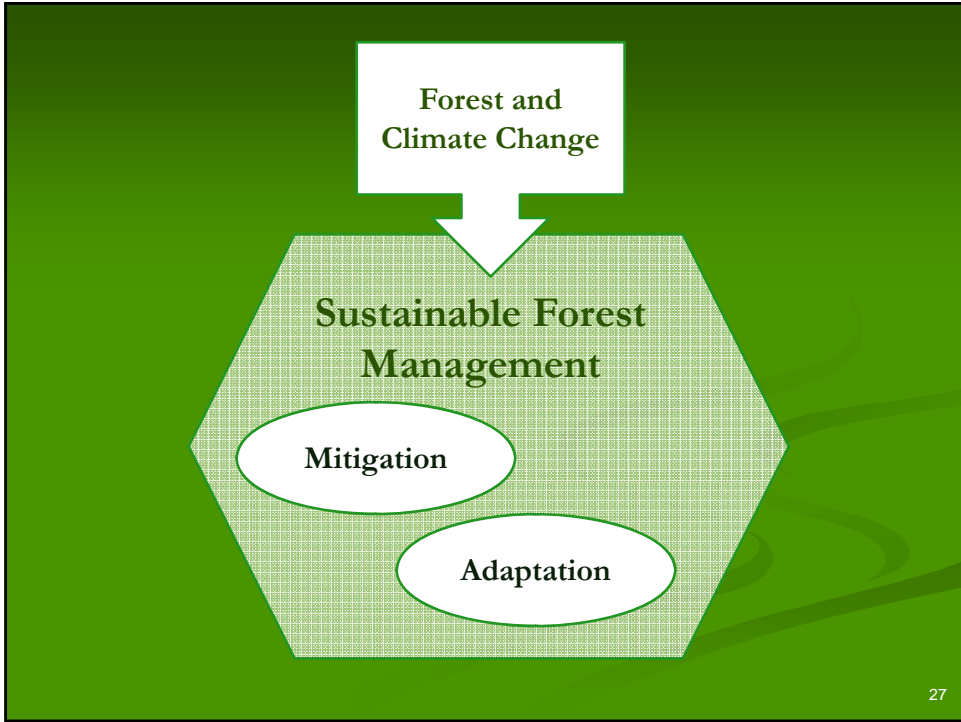 Forest and
Climate Change
Sustainable Forest
Management
Mitigation
Adaptation
27